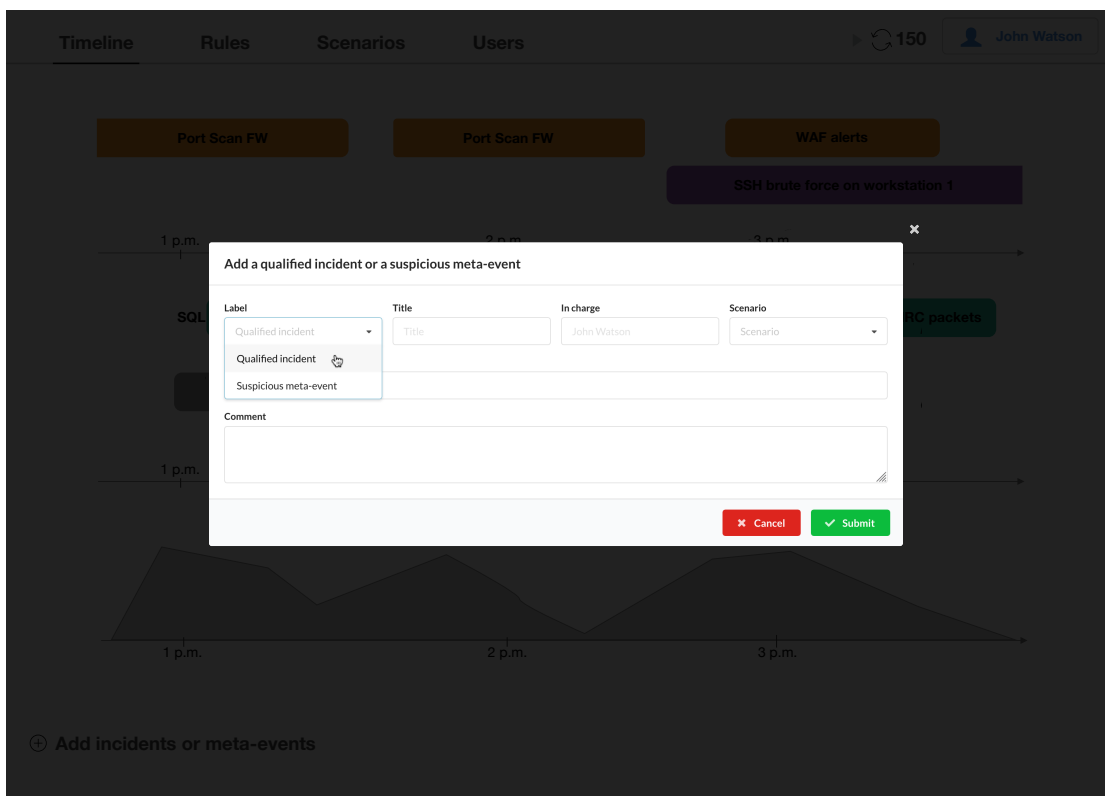 Timeline Rules Scenarios Users 150 John Watson
Port Scan FW Port Scan FW WAF alerts
SSH brute force on workstation 1
1 p.m. 2 p.m. 3 p.m.
Add a qualified incident or a suspicious meta-event
Label Title In charge Scenario
SQL Qualified incident Title John Watson Scenario RC packets
Qualified incident
Suspicious meta-event
Comment
1 p.m.
Cancel Submit
1 p.m. 2 p.m. 3 p.m.
Add incidents or meta-events